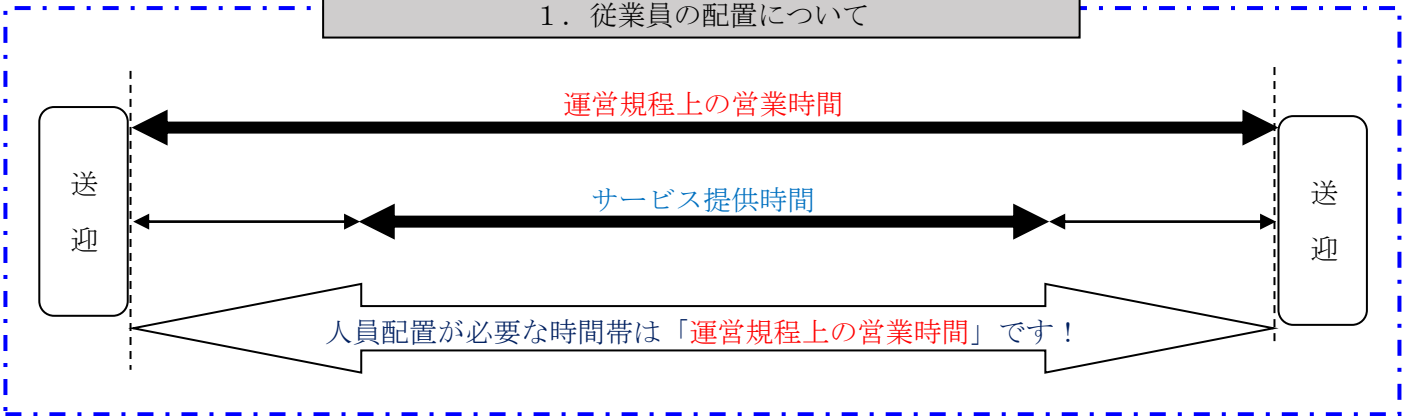 １．従業員の配置について
運営規程上の営業時間
サービス提供時間
送
迎
送
迎
人員配置が必要な時間帯は「運営規程上の営業時間」です！